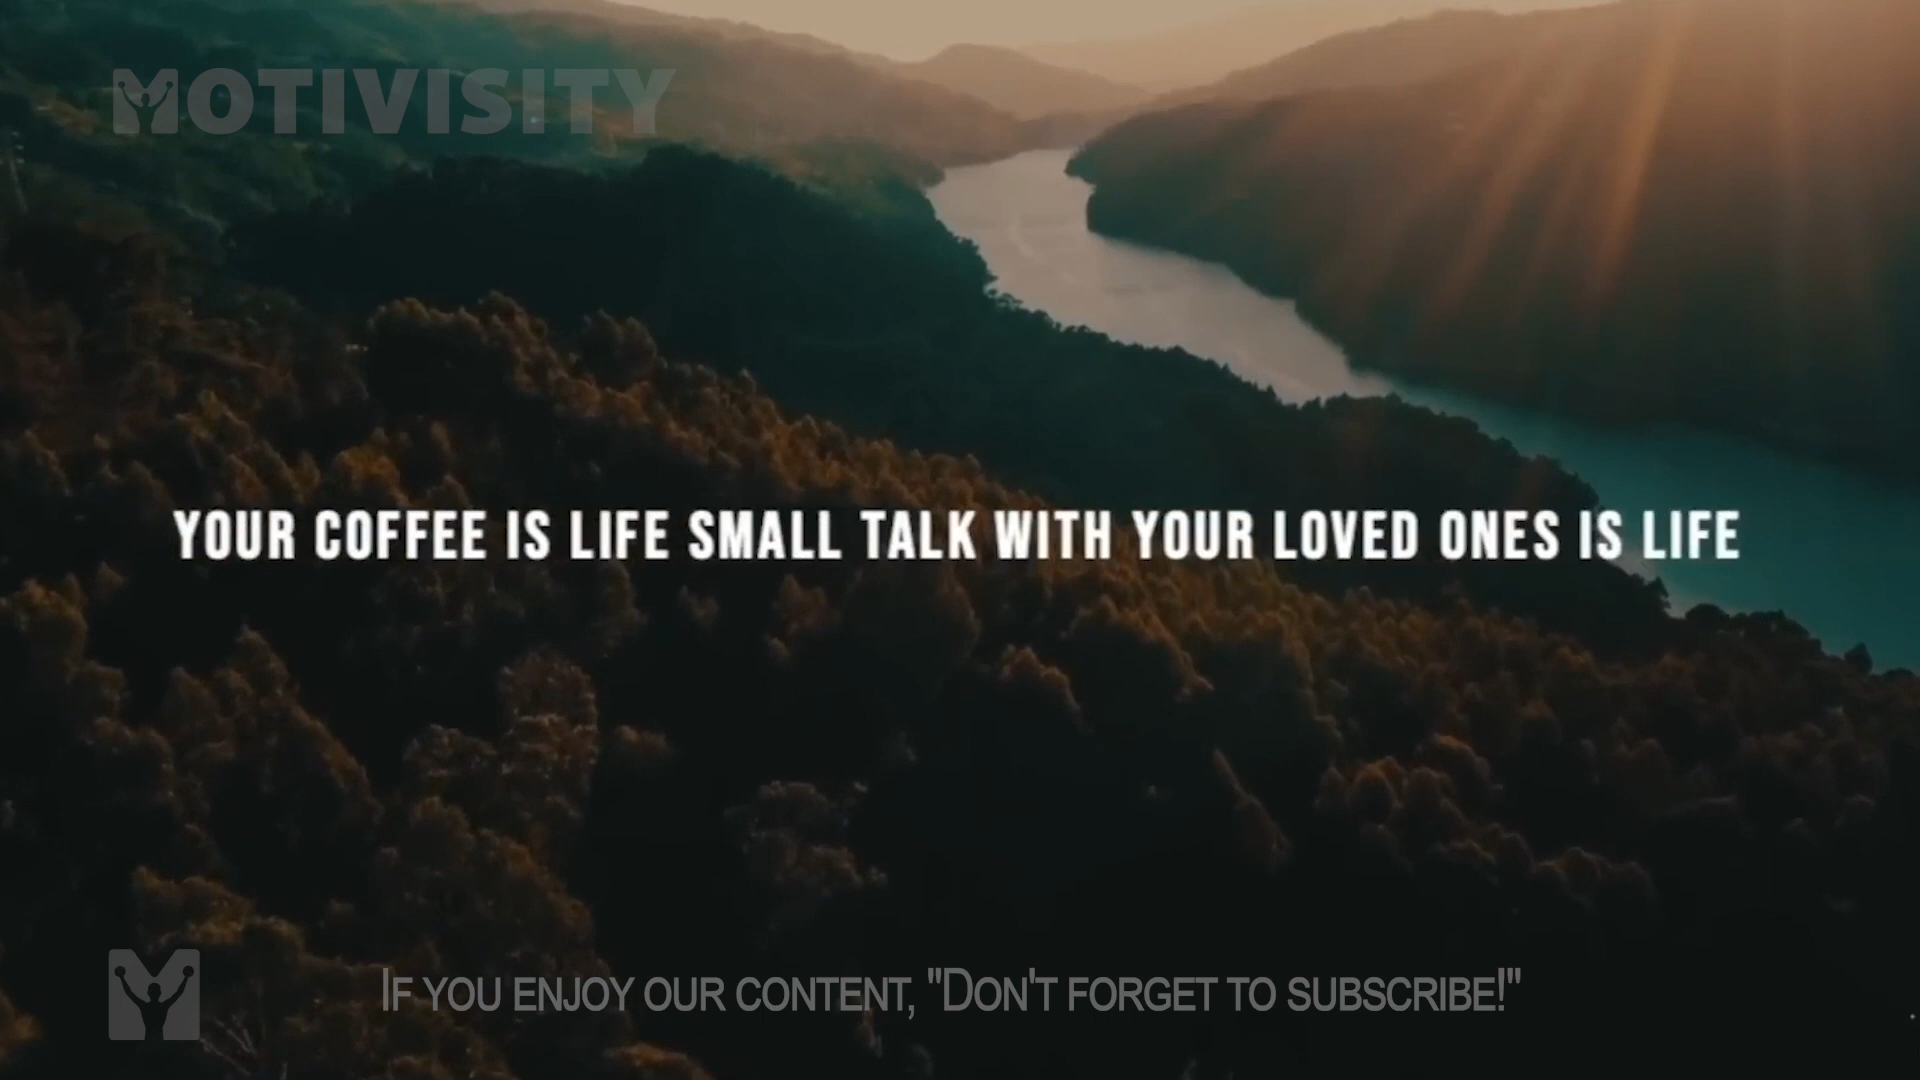 MOTIVISITY
YOUR COFFEE IS LIFE SMALL TALK WITH YOUR LOVED ONES IS LIFE
IF YOU ENJOY OUR CONTENT, "DON'T FORGET TO SUBSCRIBE!"